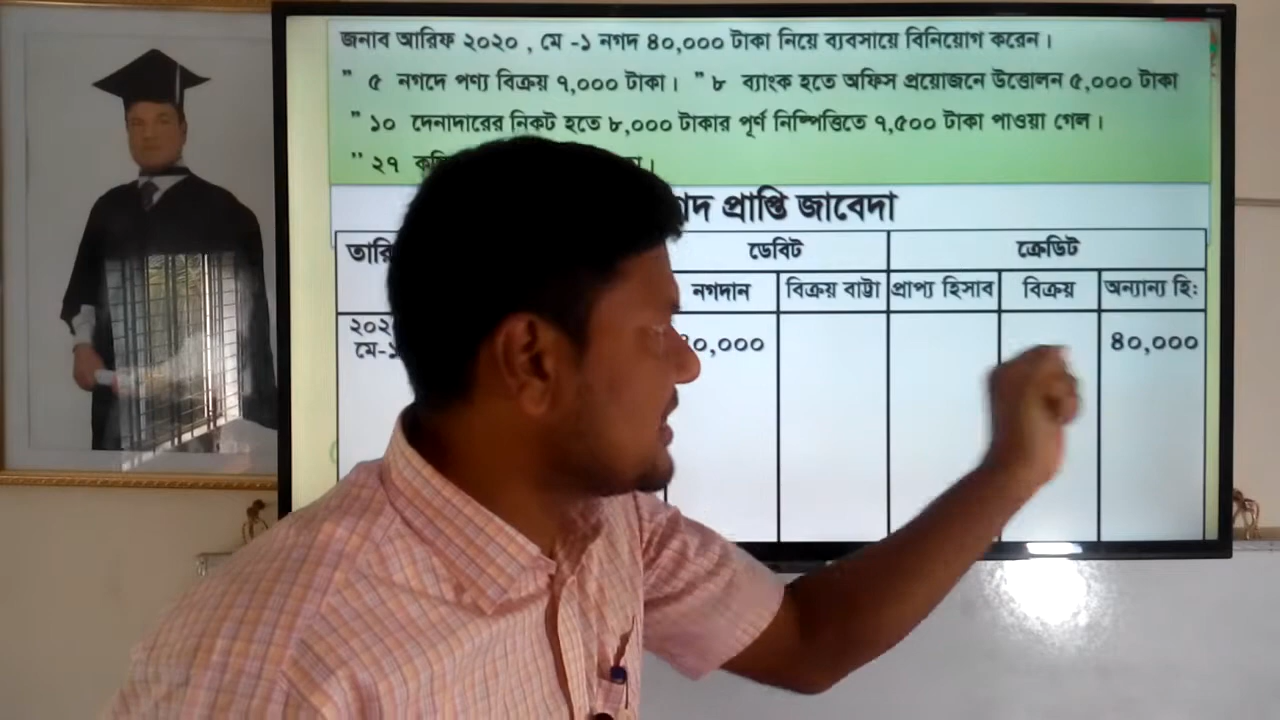 জনাব আরিফ ২০২০ , মে -১ নগদ ৪০,০০০ টাকা নিয়ে ব্যবসায়ে বিনিয়োগ করেন ।
" ৫ নগদে পণ্য বিক্রয় ৭,০০০ টাকা । " ৮ ব্যাংক হতে অফিস প্রয়োজনে উত্তোলন ৫,০০০ টাকা
" ১০ দেনাদারের নিকট হতে ৮,০০০ টাকার পূর্ণ নিষ্পিত্তিতে ৭,৫০০ টাকা পাওয়া গেল ।
" ২৭
প্রাপ্তি জাবেদা
ডেবিট ক্রেডিট
নগদান বিক্রয় বাট্টা প্রাপ্য হিসাব বিক্রয় অন্যান্য হি:
মে-১ ৪০,০০০